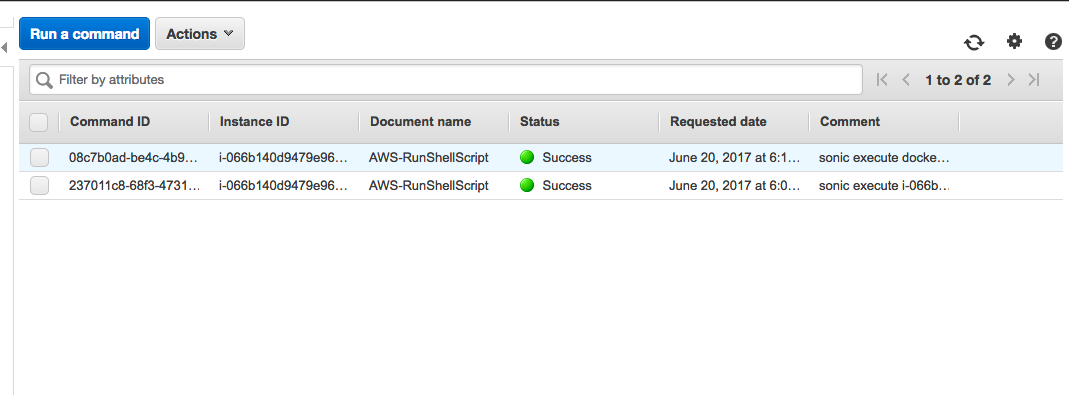 Run a command Actions
Filter by attributes 1 to 2 of 2
Command ID Instance ID Document name Status Requested date Comment
08c7b0ad-be4c-4b9... i-066b140d9479e96... AWS-RunShellScript Success June 20, 2017 at 6:1... sonic execute docke...
237011c8-68f3-4731... i-066b140d9479e96... AWS-RunShellScript Success June 20, 2017 at 6:0... sonic execute i-066b...